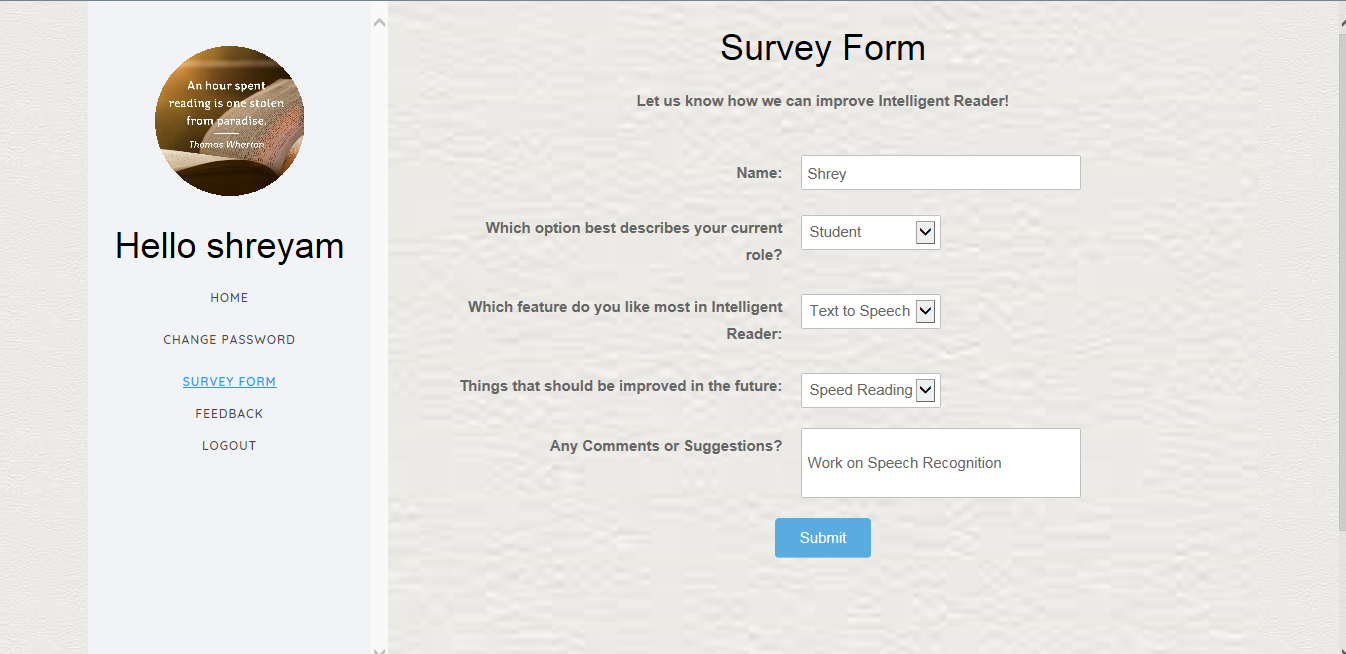 An hour spent
reading is one stolen
from paradise.
Thomas Wharton
Hello shreyam
HOME
CHANGE PASSWORD
SURVEY FORM
FEEDBACK
LOGOUT
Survey Form
Let us know how we can improve Intelligent Reader!
Name: Shrey
Which option best describes your current
role?
Student
Which feature do you like most in Intelligent
Reader:
Text to Speech
Things that should be improved in the future: Speed Reading
Any Comments or Suggestions?
Work on Speech Recognition
Submit